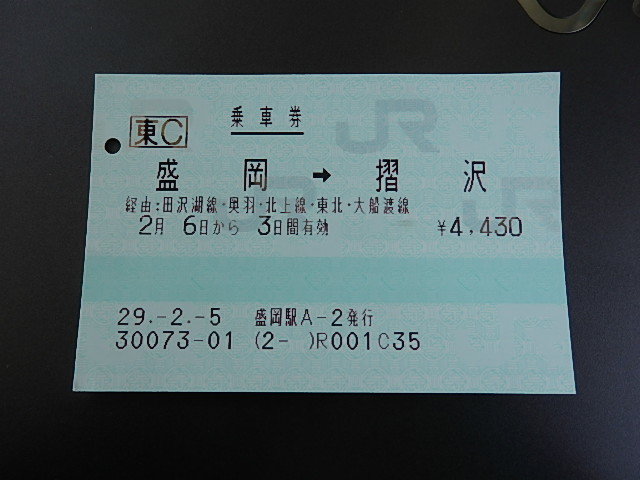 乗車券
東C
盛岡→摺沢
経由:田沢湖線・奥羽・北上線・東北・大船渡線
2月 6日から 3日間有効 ¥4,430
29.-2.-5 盛岡駅A-2発行
30073-01 (2- )R001C35
JR